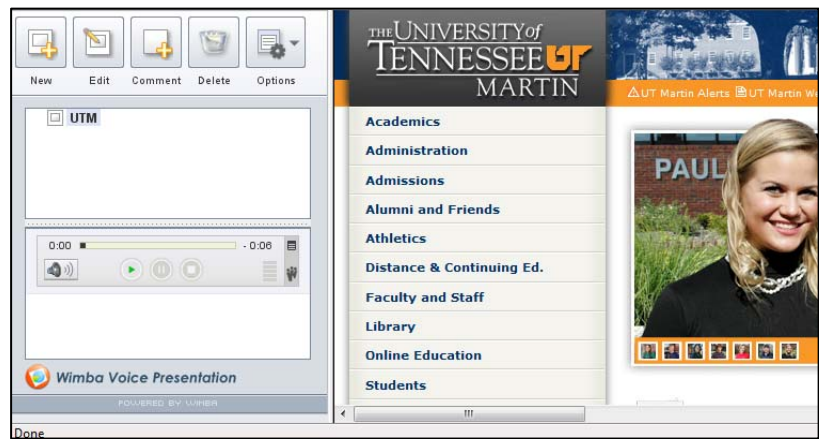 New Edit Comment Delete Options
UTM
0:00 - 0:06
Wimba Voice Presentation
POWERED BY WIMBA
Done
THE UNIVERSITY of
TENNESSEE UT
MARTIN
UT Martin Alerts UT Martin We
Academics
Administration
Admissions
Alumni and Friends
Athletics
Distance & Continuing Ed.
Faculty and Staff
Library
Online Education
Students
PAUL